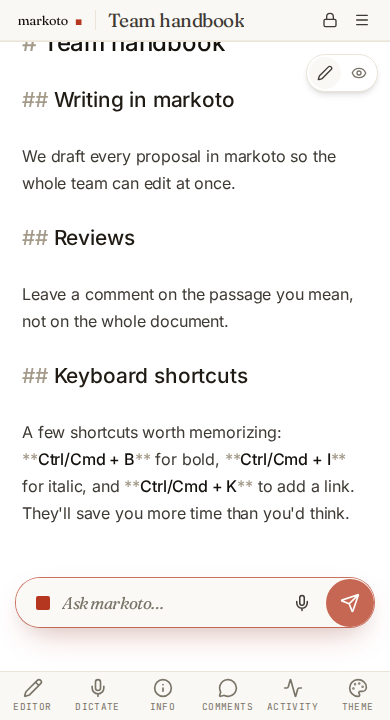 markoto
Team handbook
# Team handbook
## Writing in markoto
We draft every proposal in markoto so the
whole team can edit at once.
## Reviews
Leave a comment on the passage you mean,
not on the whole document.
## Keyboard shortcuts
A few shortcuts worth memorizing:
**Ctrl/Cmd + B** for bold, **Ctrl/Cmd + I**
for italic, and **Ctrl/Cmd + K** to add a link.
They'll save you more time than you'd think.
Ask markoto...
EDITOR DICTATE INFO COMMENTS ACTIVITY THEME